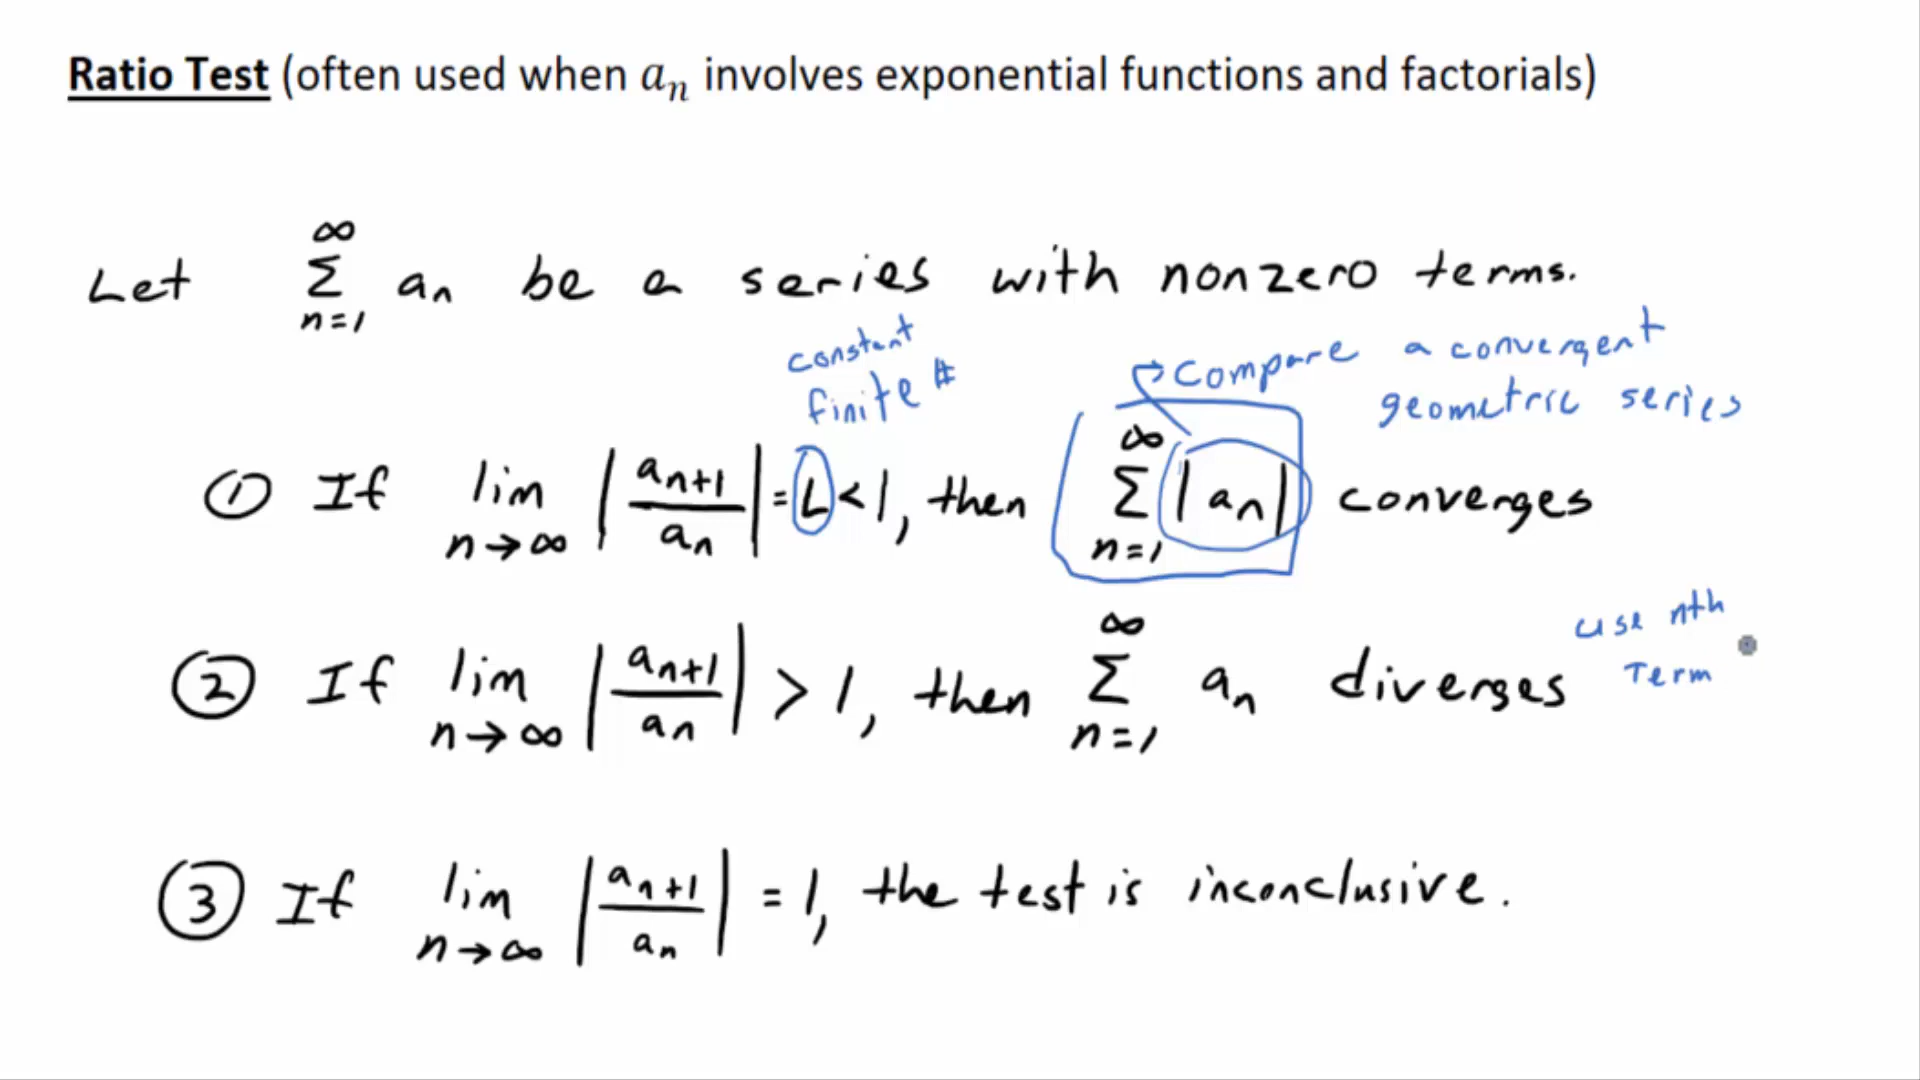 Ratio Test (often used when aₙ involves exponential functions and factorials)
Let ∞ Σ n=1 aₙ be a series with nonzero terms.
constant
finite #
Compare a convergent
geometric series
① If lim n→∞ |aₙ₊₁/aₙ| = L < 1, then ∞ Σ n=1 |aₙ| converges
② If lim n→∞ |aₙ₊₁/aₙ| > 1, then ∞ Σ n=1 aₙ diverges
use nth
Term
③ If lim n→∞ |aₙ₊₁/aₙ| = 1, the test is inconclusive.